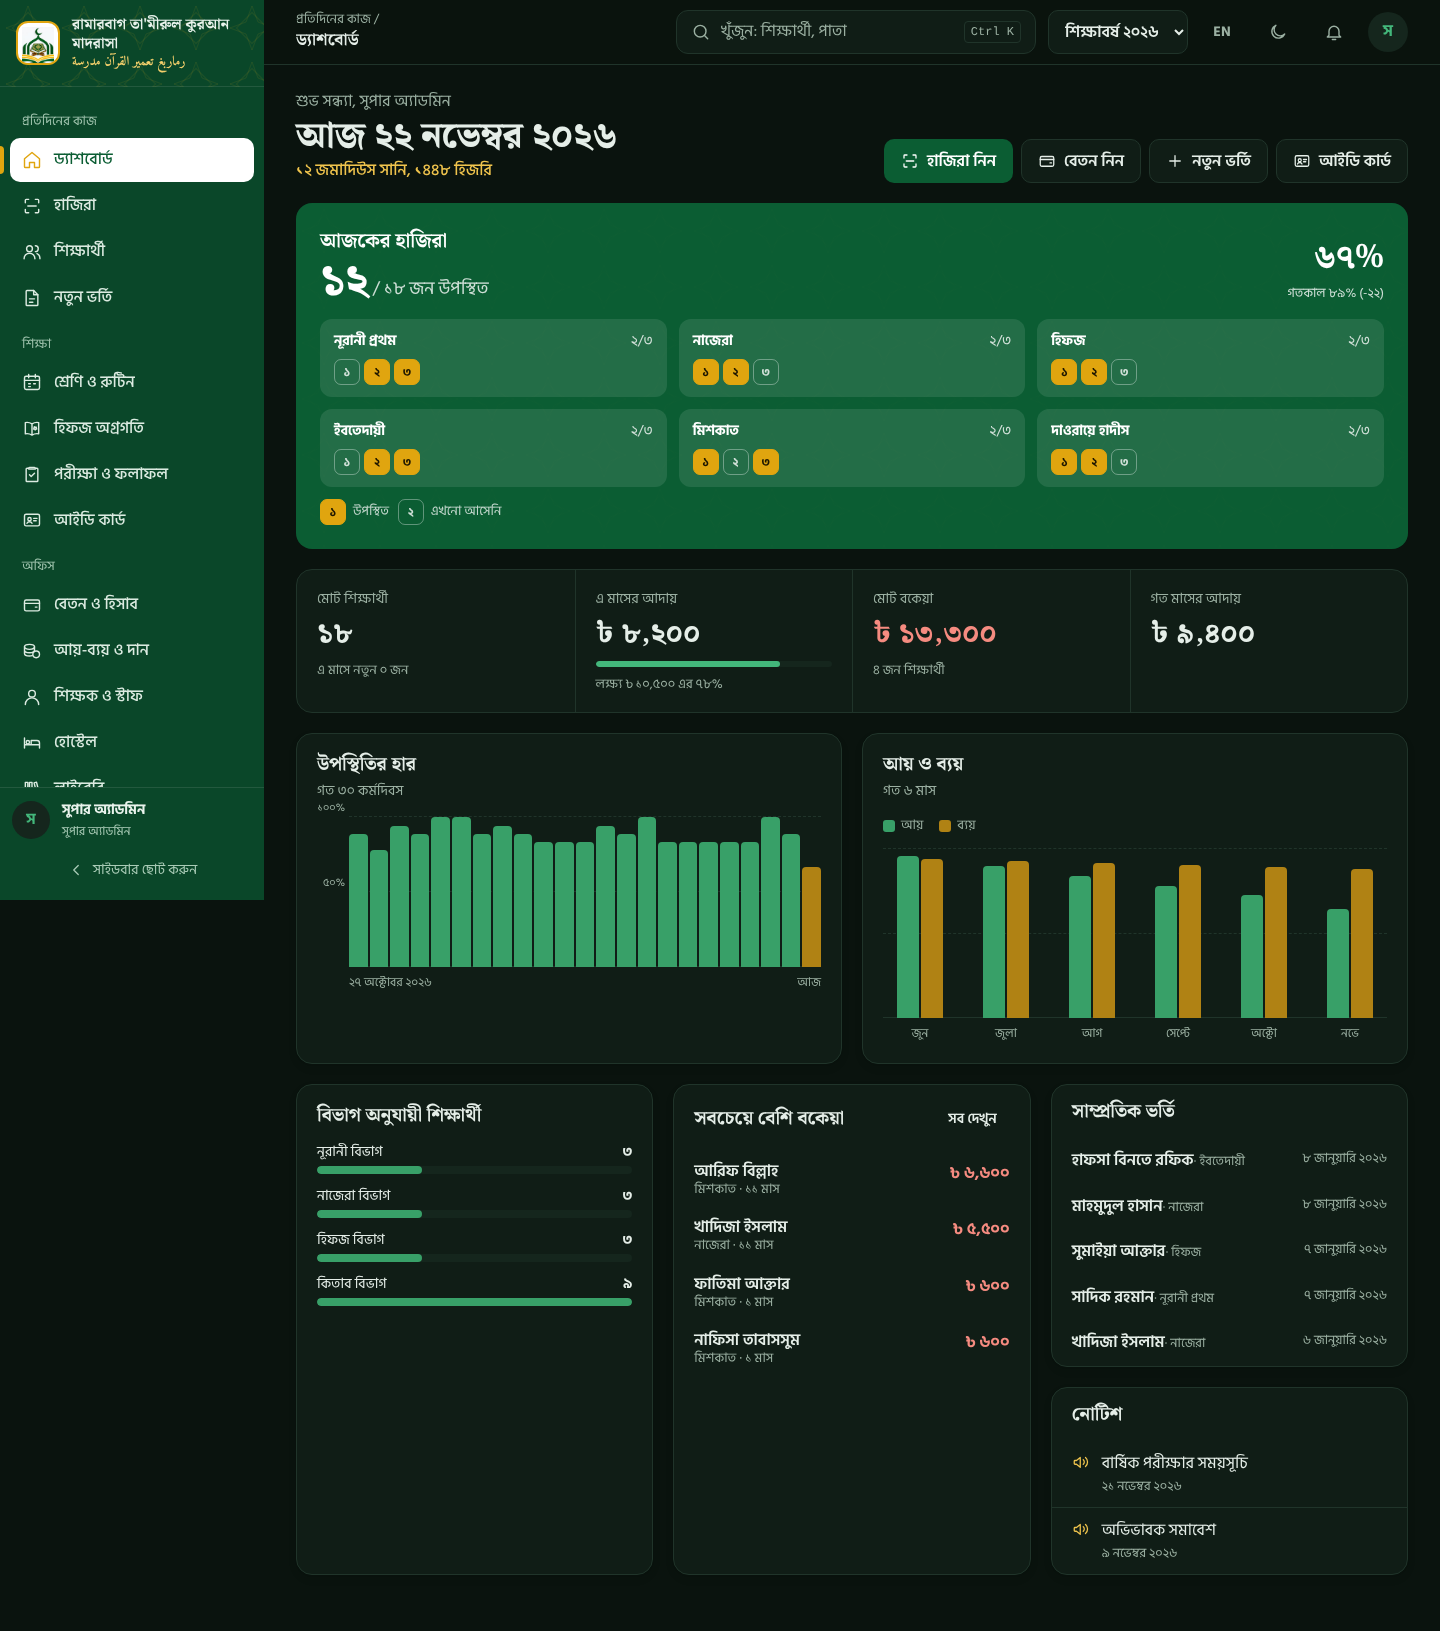 রামারবাগ তা'মীরুল কুরআন
মাদরাসা
رمارباغ تعمير القرآن مدرسة
প্রতিদিনের কাজ
ড্যাশবোর্ড
হাজিরা
শিক্ষার্থী
নতুন ভর্তি
শিক্ষা
শ্রেণি ও রুটিন
হিফজ অগ্রগতি
পরীক্ষা ও ফলাফল
আইডি কার্ড
অফিস
বেতন ও হিসাব
আয়-ব্যয় ও দান
শিক্ষক ও স্টাফ
হোস্টেল
স
সুপার অ্যাডমিন
সুপার অ্যাডমিন
সাইডবার ছোট করুন
প্রতিদিনের কাজ /
ড্যাশবোর্ড
খুঁজুন: শিক্ষার্থী, পাতা
Ctrl K
শিক্ষাবর্ষ ২০২৬
EN
স
শুভ সন্ধ্যা, সুপার অ্যাডমিন
আজ ২২ নভেম্বর ২০২৬
১২ জমাদিউস সানি, ১৪৪৮ হিজরি
হাজিরা নিন
বেতন নিন
নতুন ভর্তি
আইডি কার্ড
আজকের হাজিরা
১২ / ১৮ জন উপস্থিত
৬৭%
গতকাল ৮৯% (-২২)
নূরানী প্রথম ২/৩
১ ২ ৩
নাজেরা ২/৩
১ ২ ৩
হিফজ ২/৩
১ ২ ৩
ইবতেদায়ী ২/৩
১ ২ ৩
মিশকাত ২/৩
১ ২ ৩
দাওরায়ে হাদীস ২/৩
১ ২ ৩
১ উপস্থিত ২ এখনো আসেনি
মোট শিক্ষার্থী
১৮
এ মাসে নতুন ০ জন
এ মাসের আদায়
৳ ৮,২০০
লক্ষ্য ৳ ১০,৫০০ এর ৭৮%
মোট বকেয়া
৳ ১৩,৩০০
৪ জন শিক্ষার্থী
গত মাসের আদায়
৳ ৯,৪০০
উপস্থিতির হার
গত ৩০ কর্মদিবস
১০০%
৫০%
২৭ অক্টোবর ২০২৬
আজ
আয় ও ব্যয়
গত ৬ মাস
আয় ব্যয়
জুন জুলা আগ সেপ্টে অক্টো নভে
বিভাগ অনুযায়ী শিক্ষার্থী
নূরানী বিভাগ ৩
নাজেরা বিভাগ ৩
হিফজ বিভাগ ৩
কিতাব বিভাগ ৯
সবচেয়ে বেশি বকেয়া
সব দেখুন
আরিফ বিল্লাহ ৳ ৬,৬০০
মিশকাত · ১১ মাস
খাদিজা ইসলাম ৳ ৫,৫০০
নাজেরা · ১১ মাস
ফাতিমা আক্তার ৳ ৬০০
মিশকাত · ১ মাস
নাফিসা তাবাসসুম ৳ ৬০০
মিশকাত · ১ মাস
সাম্প্রতিক ভর্তি
হাফসা বিনতে রফিক · ইবতেদায়ী ৮ জানুয়ারি ২০২৬
মাহমুদুল হাসান · নাজেরা ৮ জানুয়ারি ২০২৬
সুমাইয়া আক্তার · হিফজ ৭ জানুয়ারি ২০২৬
সাদিক রহমান · নূরানী প্রথম ৭ জানুয়ারি ২০২৬
খাদিজা ইসলাম · নাজেরা ৬ জানুয়ারি ২০২৬
নোটিশ
বার্ষিক পরীক্ষার সময়সূচি
২১ নভেম্বর ২০২৬
অভিভাবক সমাবেশ
৯ নভেম্বর ২০২৬